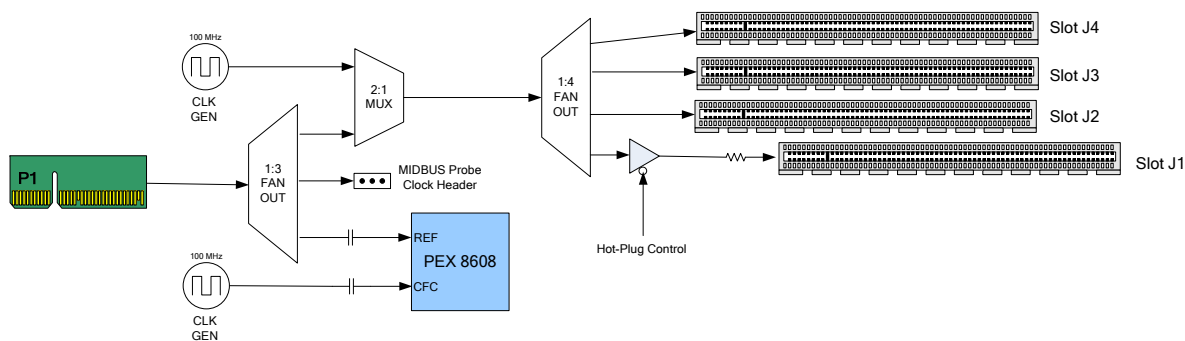 100 MHz
CLK
GEN
2:1
MUX
1:4
FAN
OUT
Slot J4
Slot J3
Slot J2
Slot J1
P1
1:3
FAN
OUT
MIDBUS Probe
Clock Header
Hot-Plug Control
REF
PEX 8608
CFC
100 MHz
CLK
GEN